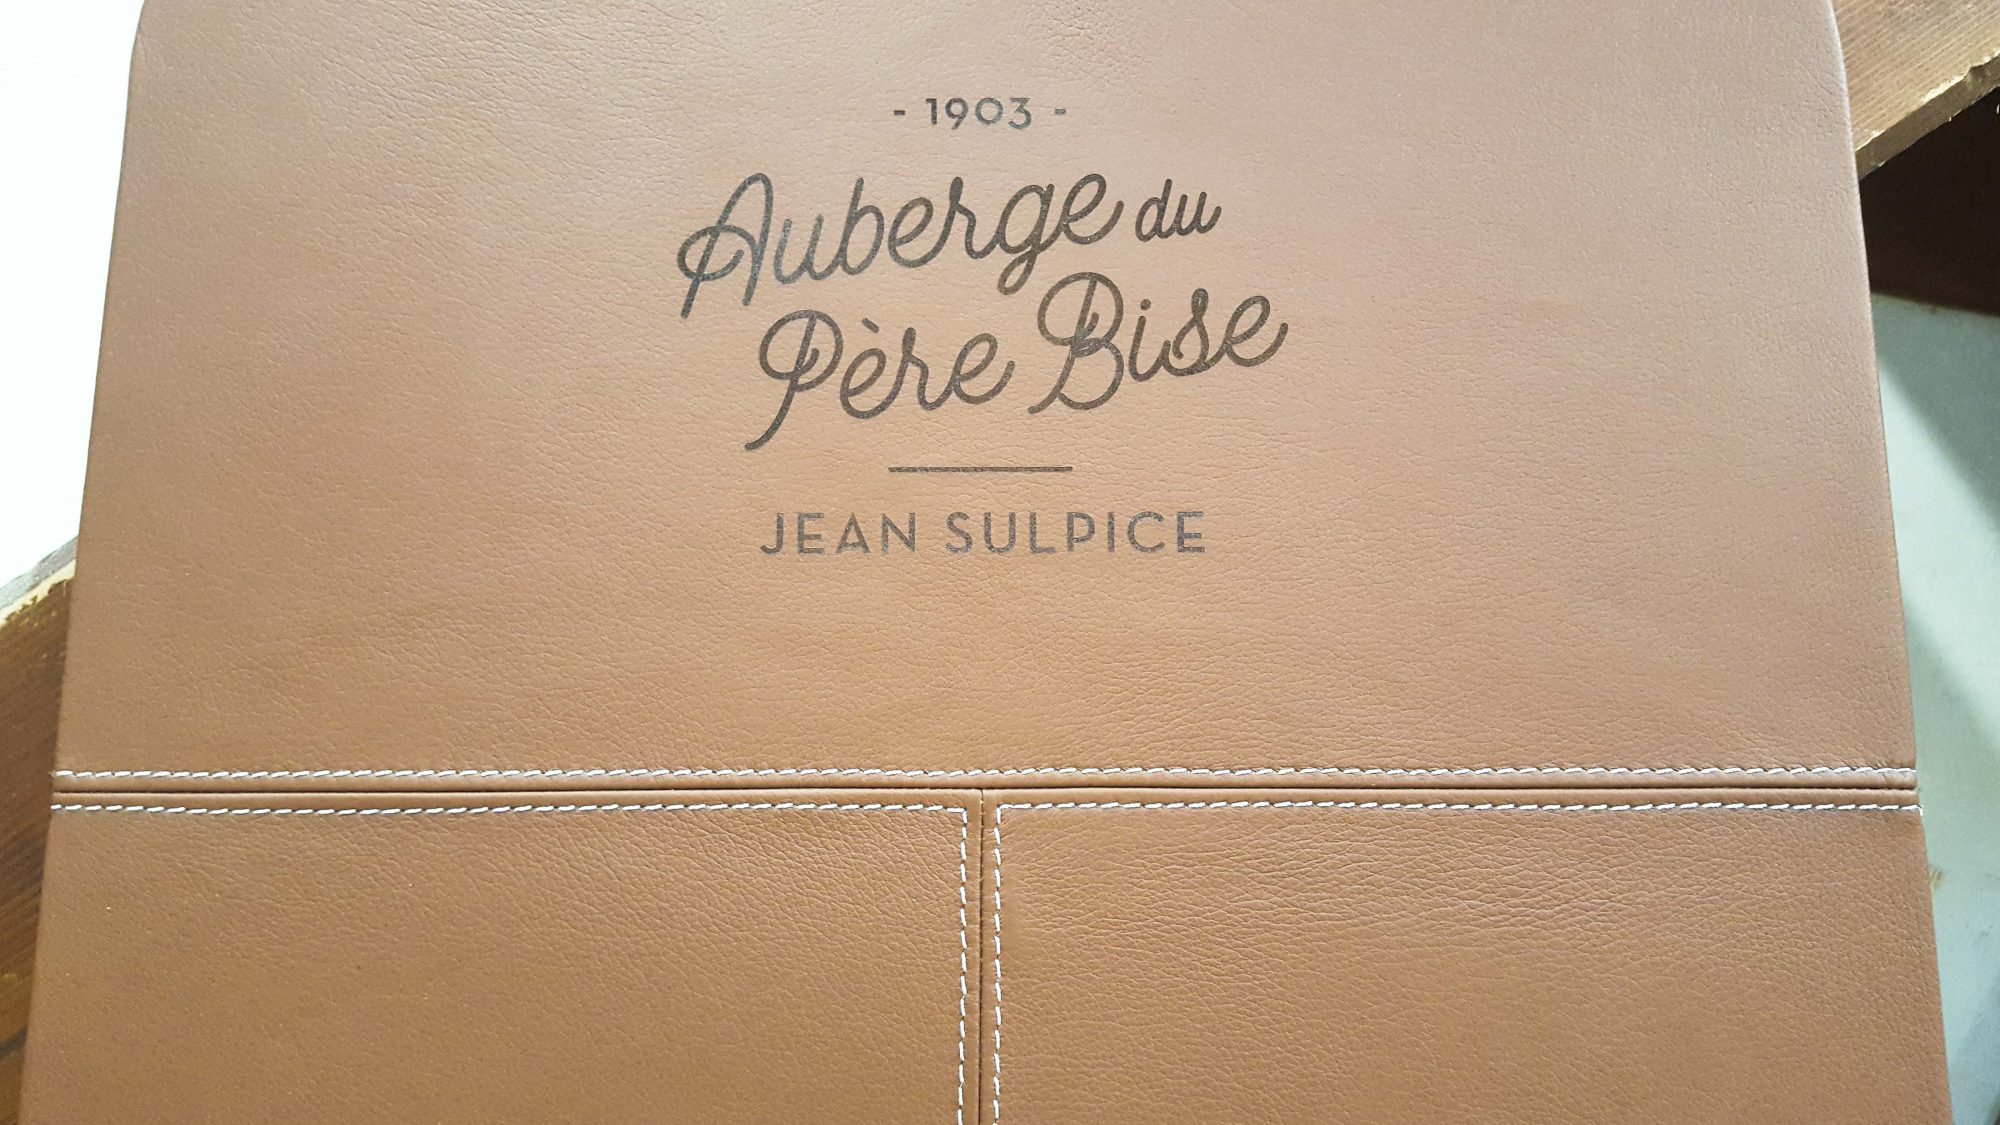 - 1903 -
Auberge du
Père Bise
JEAN SULPICE